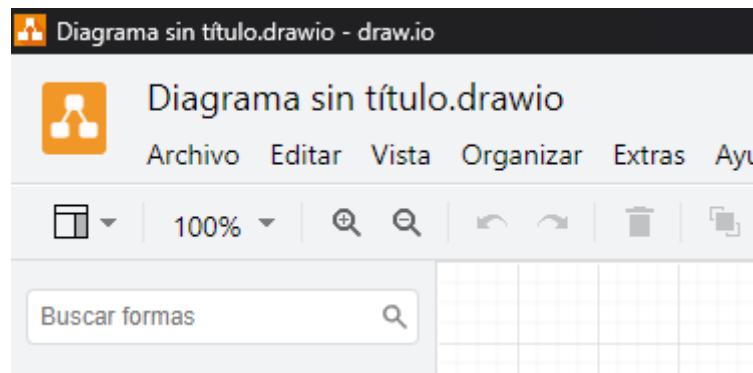 Diagrama sin título.drawio - draw.io
Diagrama sin título.drawio
Archivo Editar Vista Organizar Extras
100%
Buscar formas